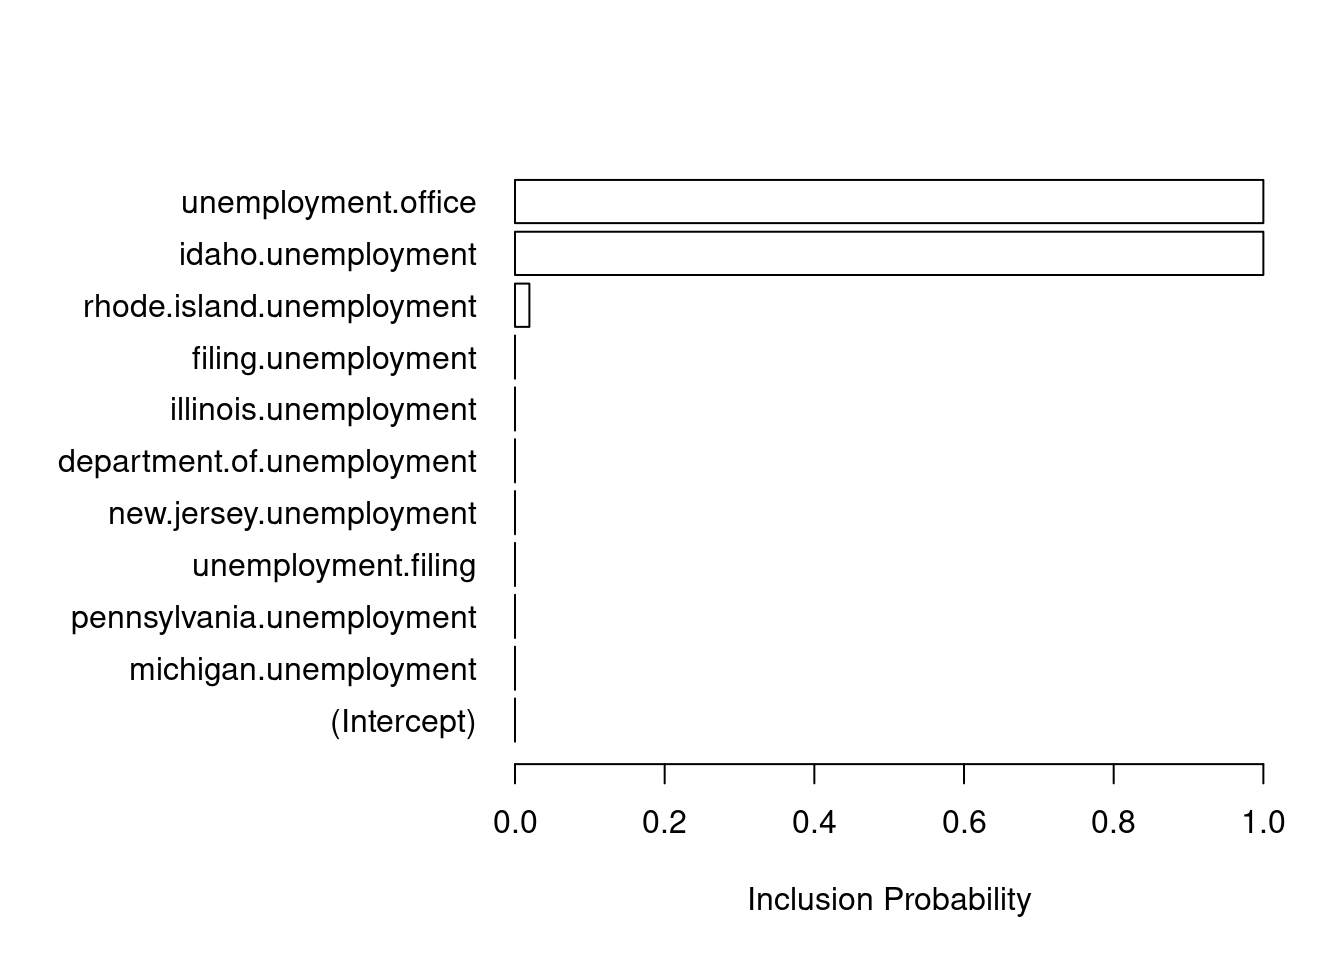 unemployment.office
idaho.unemployment
rhode.island.unemployment
filing.unemployment
illinois.unemployment
department.of.unemployment
new.jersey.unemployment
unemployment.filing
pennsylvania.unemployment
michigan.unemployment
(Intercept)
0.0 0.2 0.4 0.6 0.8 1.0
Inclusion Probability